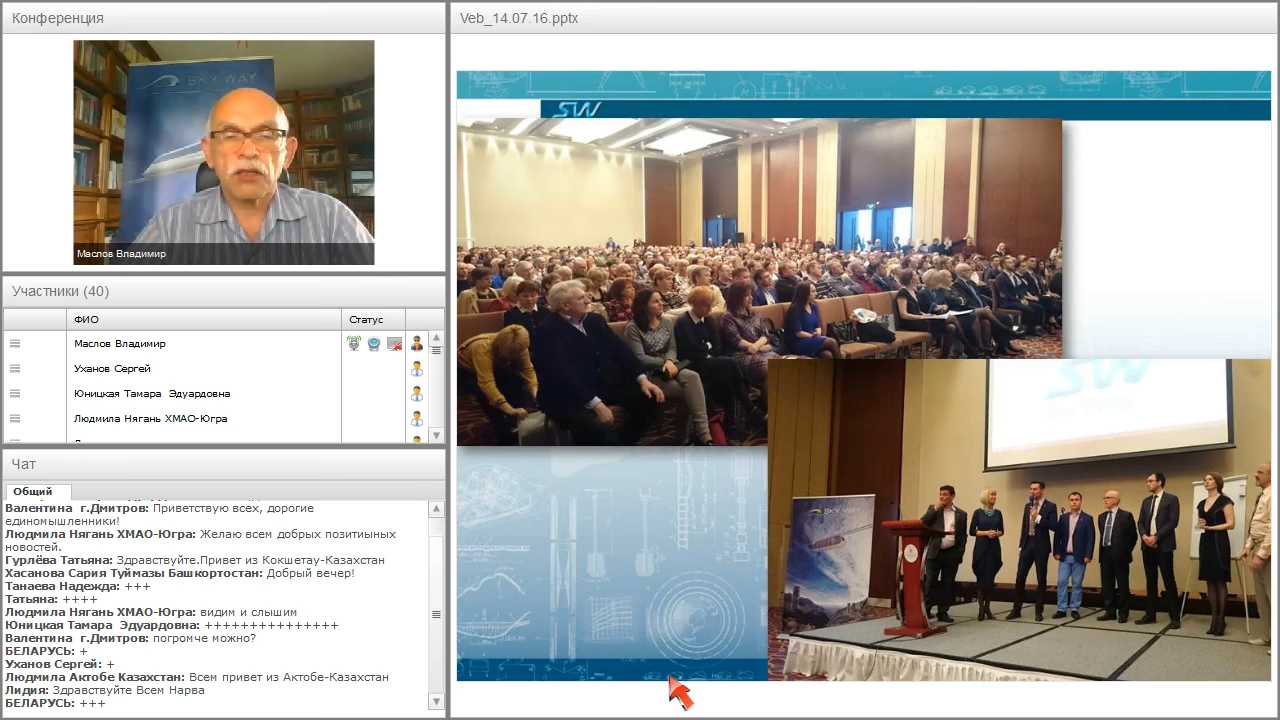 Конференция
SKY WAY
Маслов Владимир
Участники (40)
ФИО
Статус
Маслов Владимир
Уханов Сергей
Юницкая Тамара Эдуардовна
Людмила Нягань ХМАО-Югра
Чат
Общий
Валентина г.Дмитров: Приветствую всех, дорогие
единомышленники!
Людмила Нягань ХМАО-Югра: Желаю всем добрых позитиыных
новостей.
Гурлёва Татьяна: Здравствуйте.Привет из Кокшетау-Казахстан
Хасанова Сария Туймазы Башкортостан: Добрый вечер!
Танаева Надежда: +++
Татьяна: ++++
Людмила Нягань ХМАО-Югра: видим и слышим
Юницкая Тамара Эдуардовна: +++++++++++++++
Валентина г.Дмитров: погромче можно?
БЕЛАРУСЬ: +
Уханов Сергей: +
Людмила Актобе Казахстан: Всем привет из Актобе-Казахстан
Лидия: Здравствуйте Всем Нарва
БЕЛАРУСЬ: +++
Veb_14.07.16.pptx
SW
SW
SKY WAY